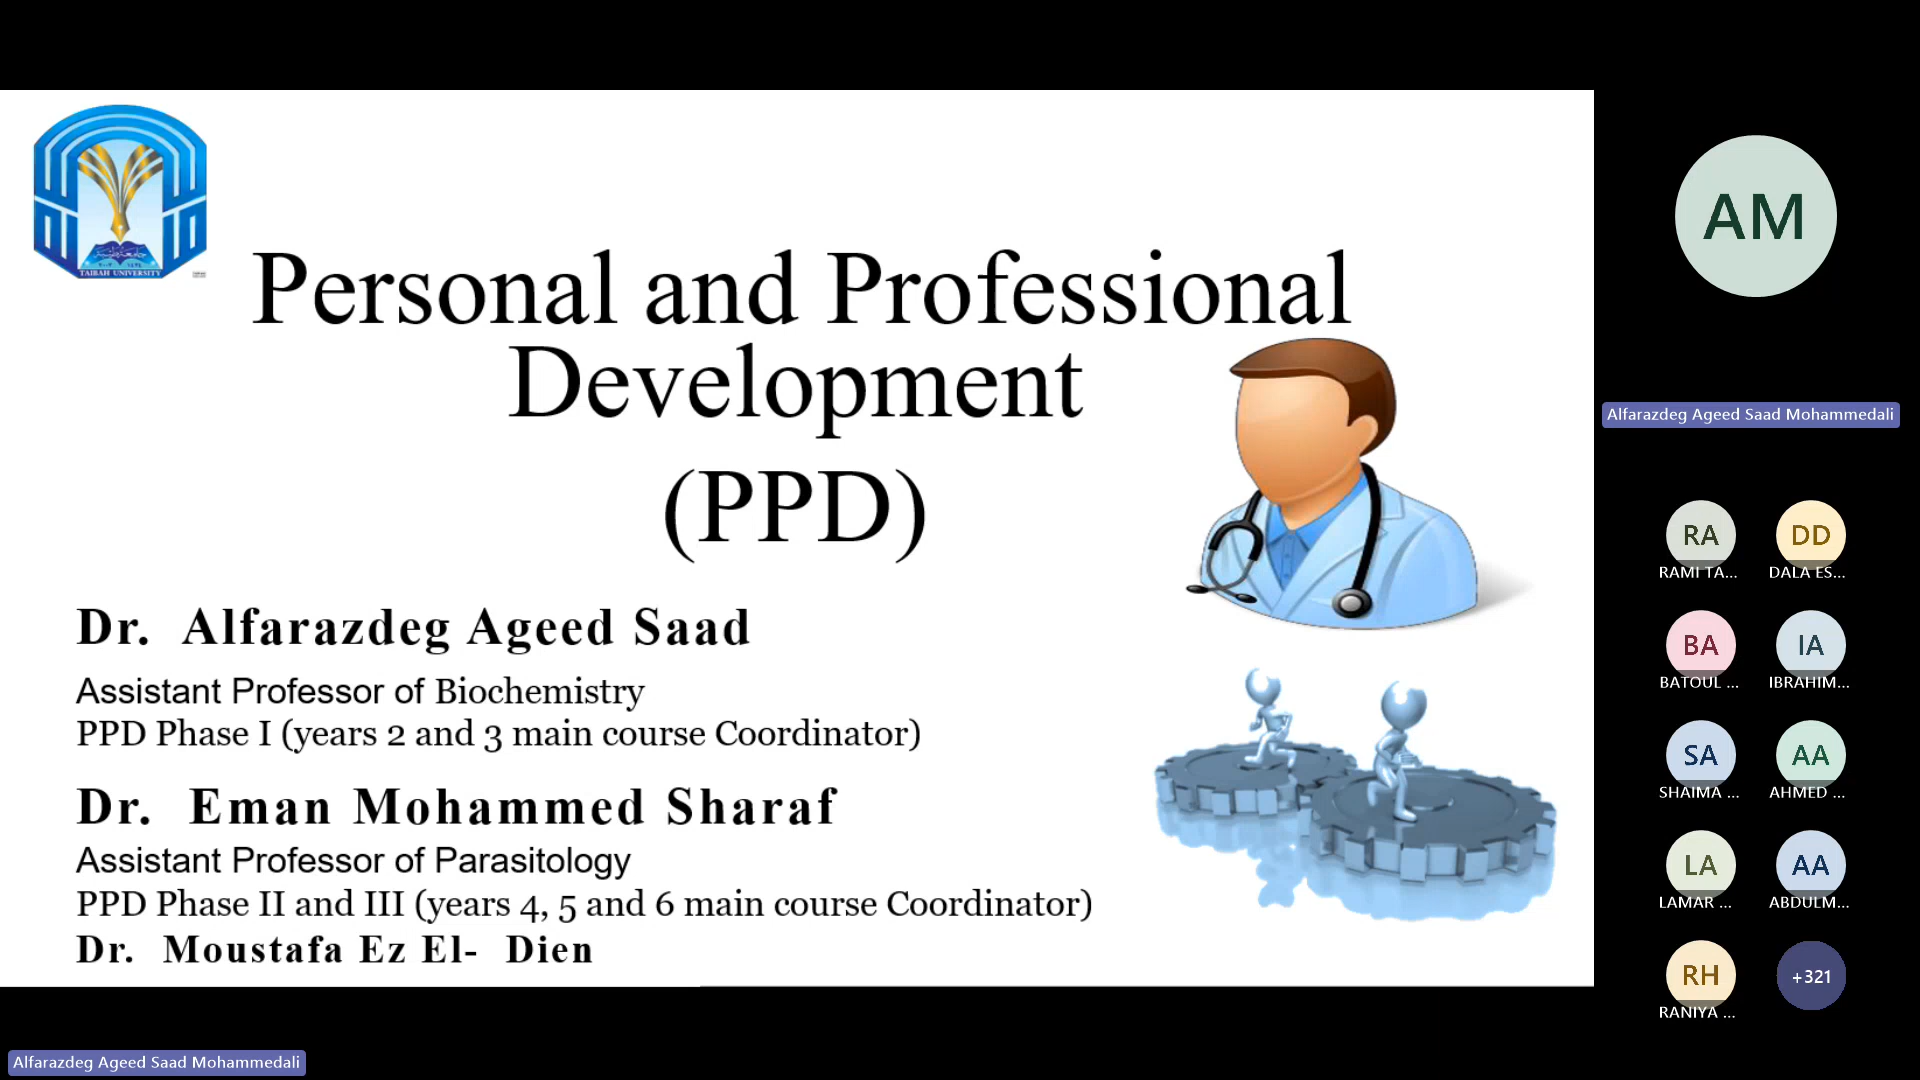 TAIBAH UNIVERSITY
Personal and Professional
Development
(PPD)
Dr. Alfarazdeg Ageed Saad
Assistant Professor of Biochemistry
PPD Phase I (years 2 and 3 main course Coordinator)
Dr. Eman Mohammed Sharaf
Assistant Professor of Parasitology
PPD Phase II and III (years 4, 5 and 6 main course Coordinator)
Dr. Moustafa Ez El- Dien
AM
Alfarazdeg Ageed Saad Mohammedali
RA
DD
RAMI TA...
DALA ES...
BA
IA
BATOUL ...
IBRAHIM...
SA
AA
SHAIMA ...
AHMED ...
LA
AA
LAMAR ...
ABDULM...
RH
+321
RANIYA ...
Alfarazdeg Ageed Saad Mohammedali